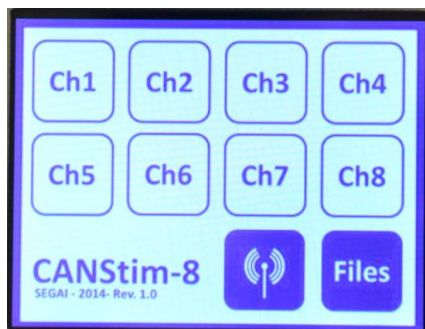 Ch1 Ch2 Ch3 Ch4
Ch5 Ch6 Ch7 Ch8
CANStim-8 Files
SEGAI - 2014- Rev. 1.0